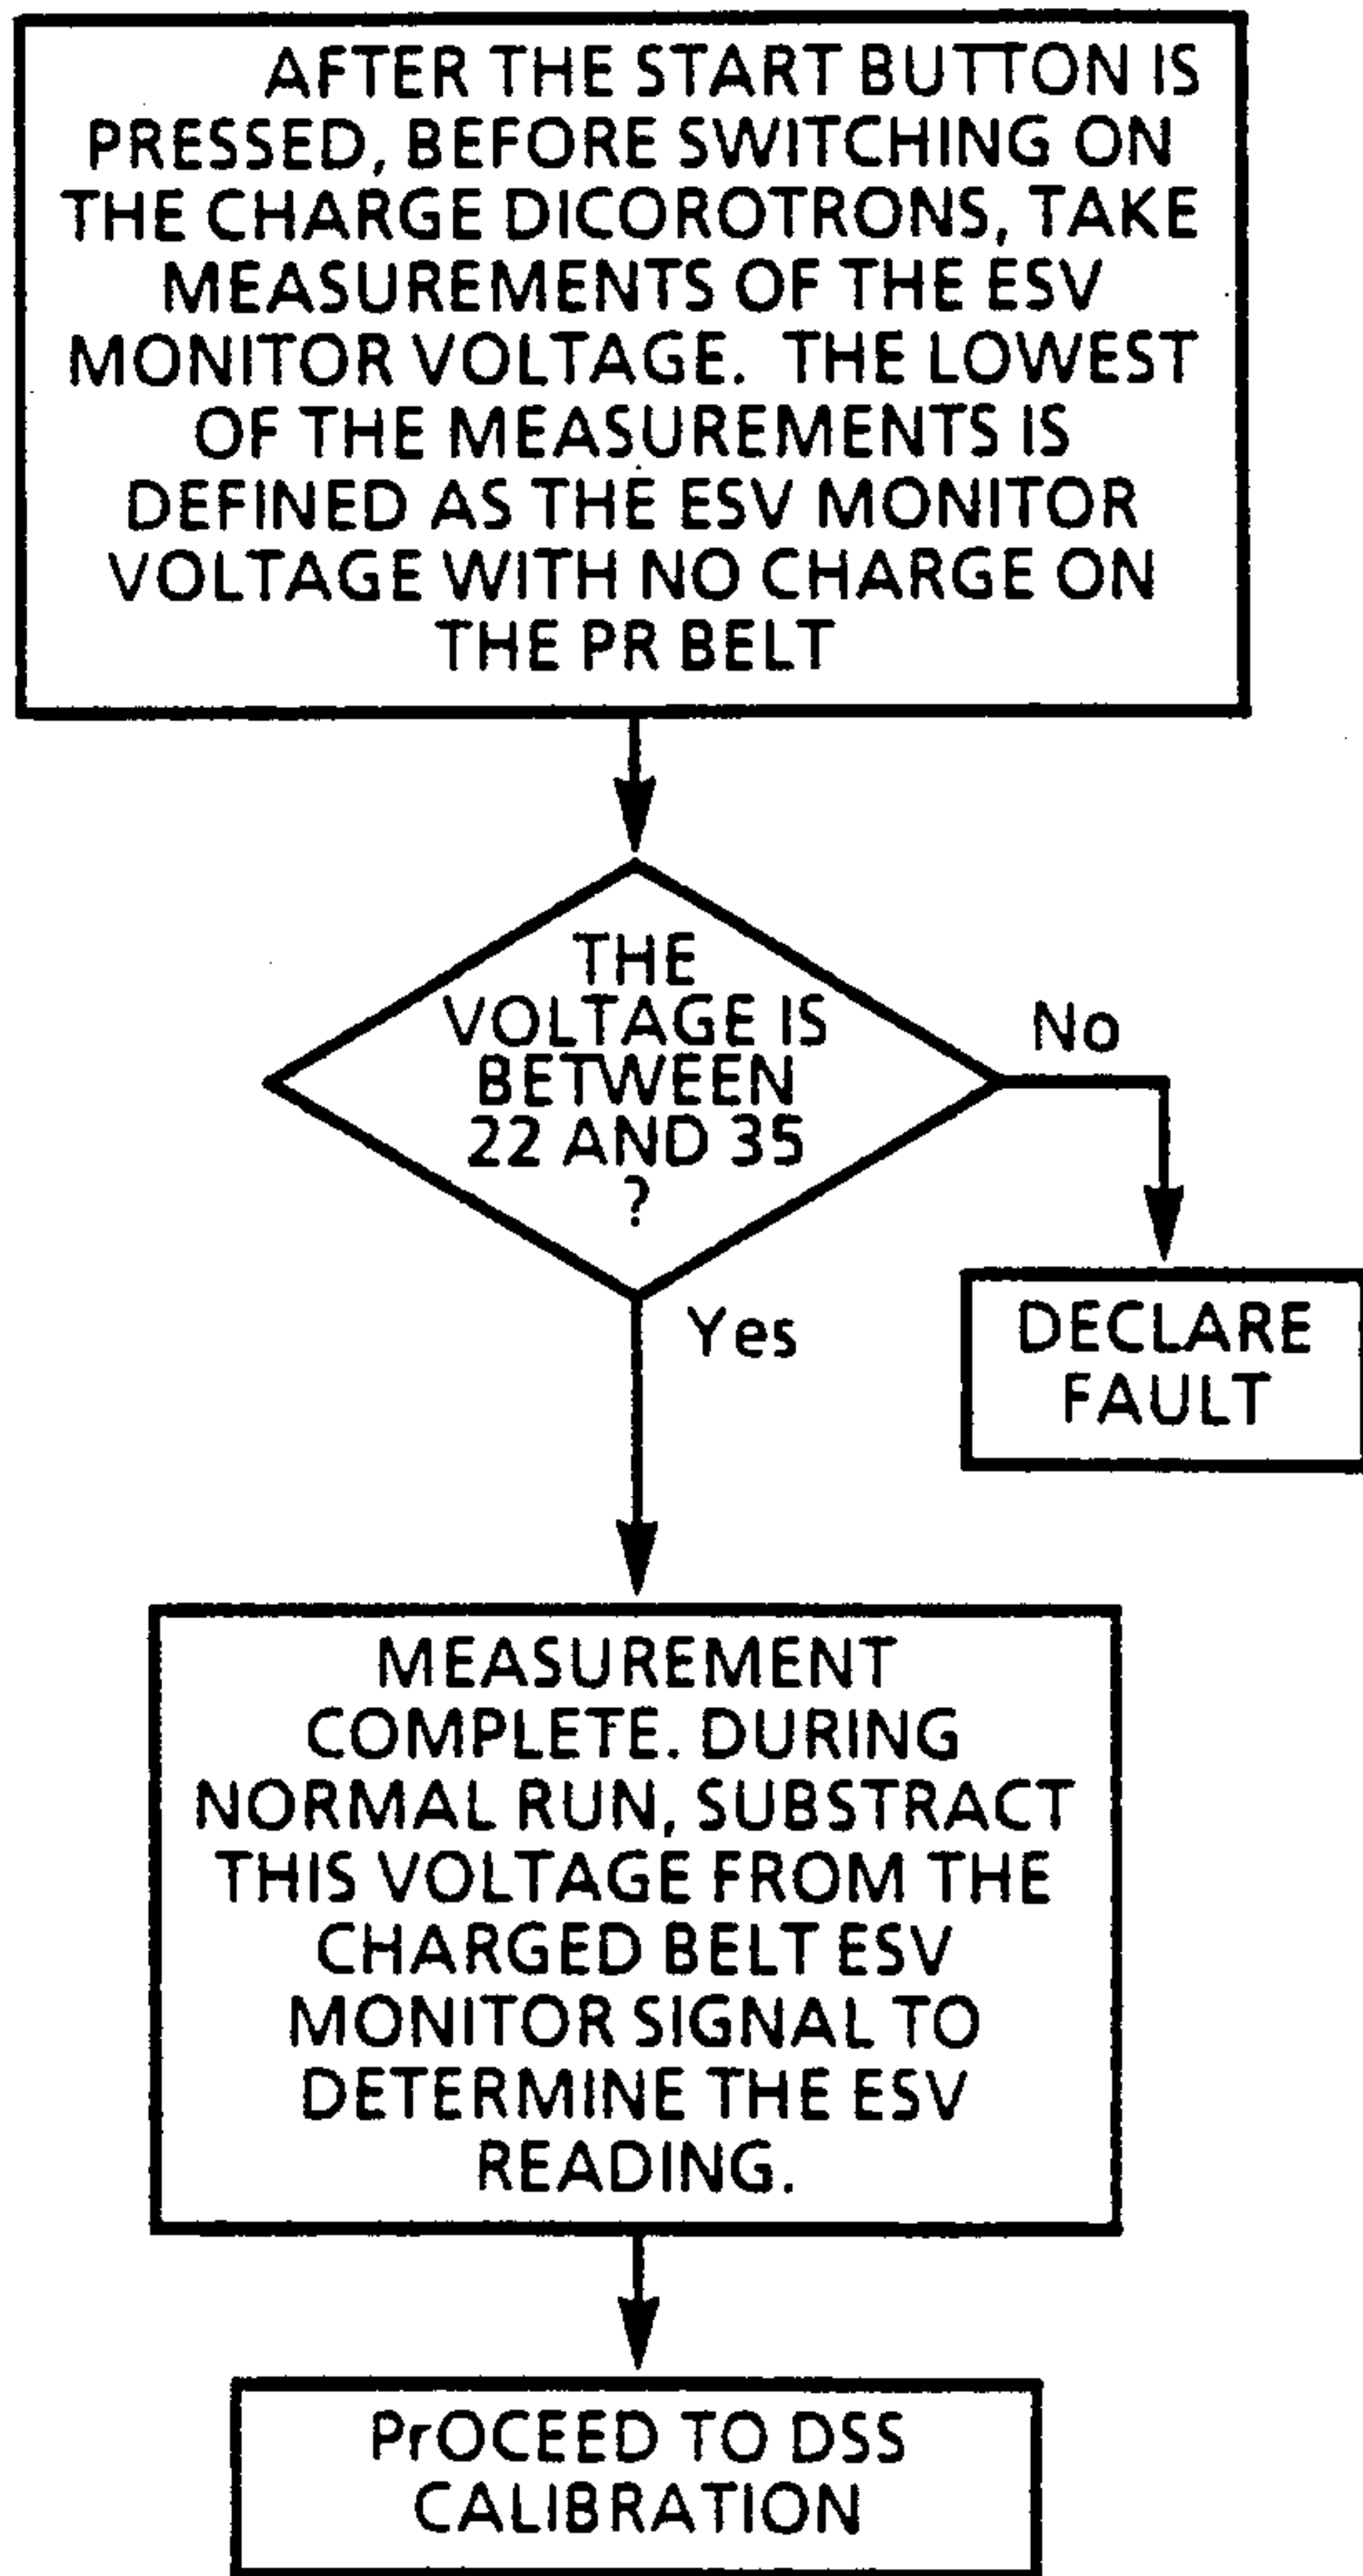 AFTER THE START BUTTON IS
PRESSED, BEFORE SWITCHING ON
THE CHARGE DICOROTRONS, TAKE
MEASUREMENTS OF THE ESV
MONITOR VOLTAGE. THE LOWEST
OF THE MEASUREMENTS IS
DEFINED AS THE ESV MONITOR
VOLTAGE WITH NO CHARGE ON
THE PR BELT
THE
VOLTAGE IS
BETWEEN
22 AND 35
?
No
DECLARE
FAULT
Yes
MEASUREMENT
COMPLETE. DURING
NORMAL RUN, SUBSTRACT
THIS VOLTAGE FROM THE
CHARGED BELT ESV
MONITOR SIGNAL TO
DETERMINE THE ESV
READING.
PrOCEED TO DSS
CALIBRATION